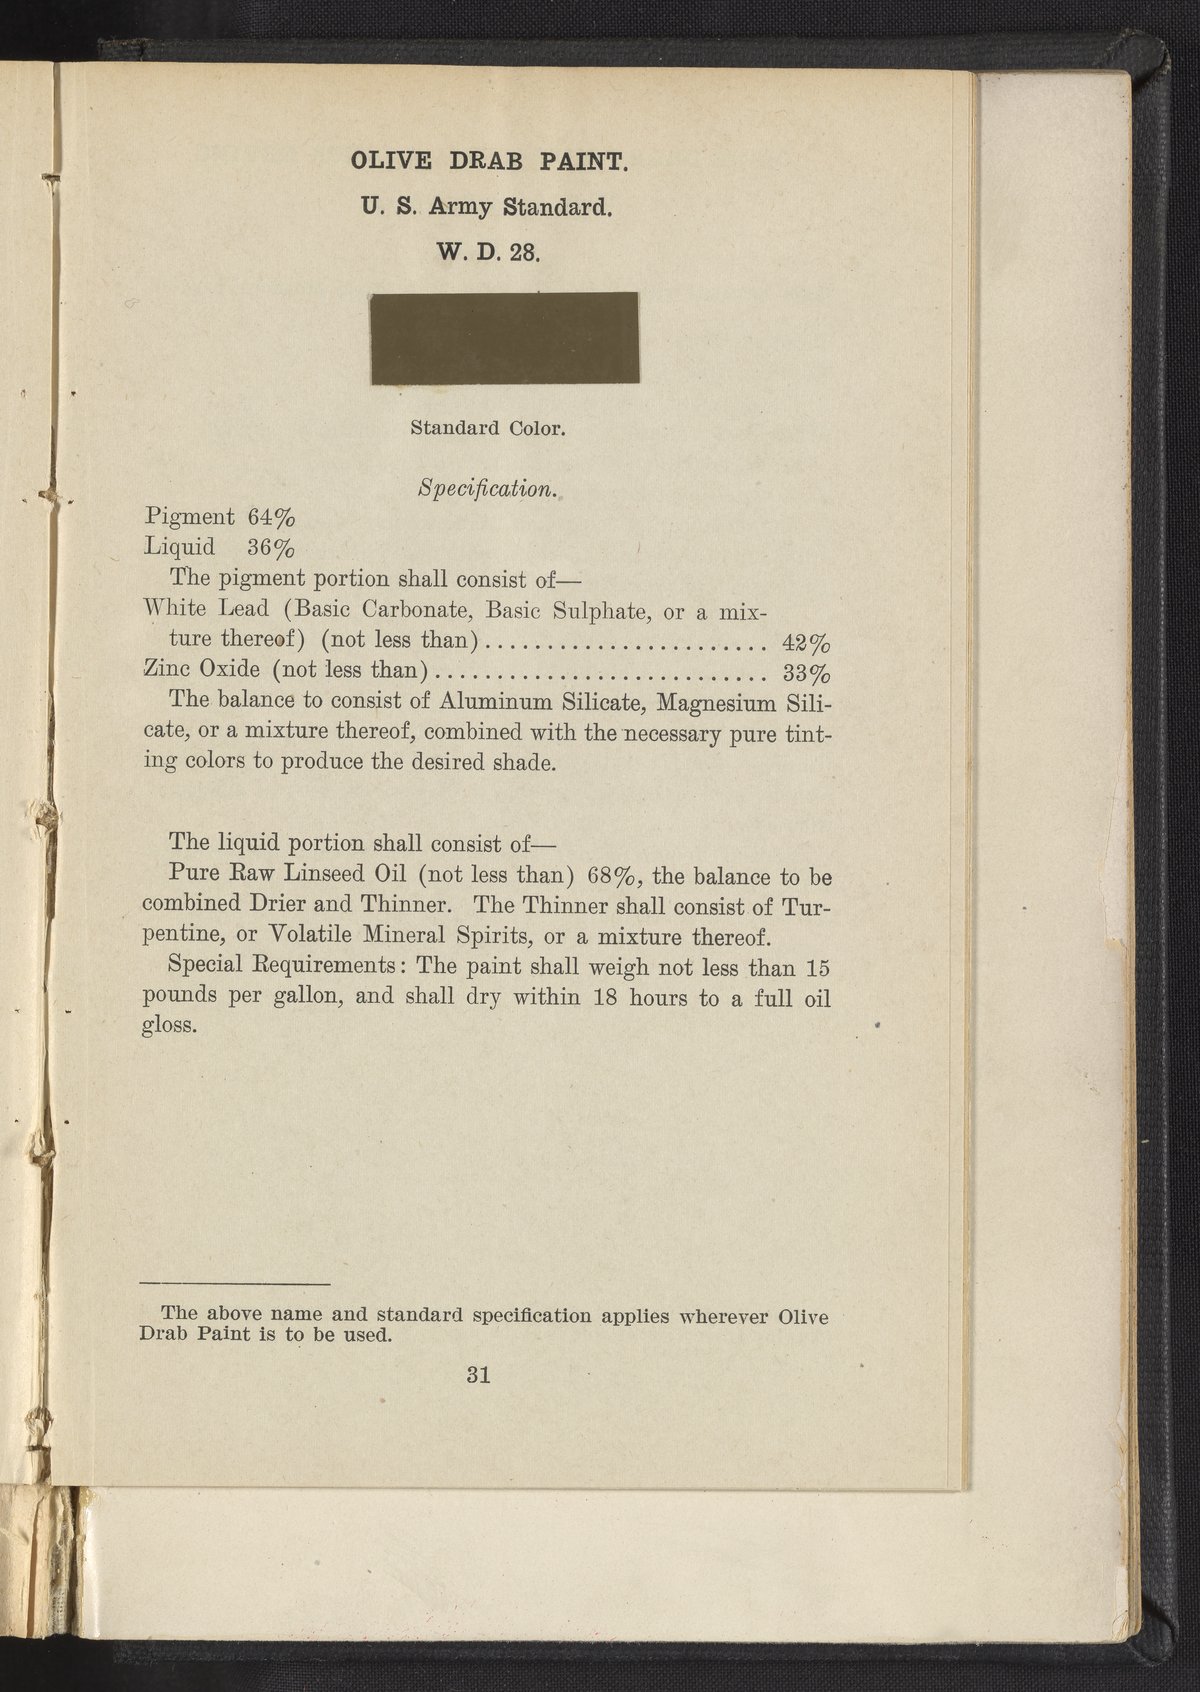 OLIVE DRAB PAINT.
U. S. Army Standard.
W. D. 28.
Standard Color.
Specification.
Pigment 64%
Liquid 36%
The pigment portion shall consist of—
White Lead (Basic Carbonate, Basic Sulphate, or a mix-
ture thereof) (not less than)....................... 42%
Zinc Oxide (not less than)........................... 33%
The balance to consist of Aluminum Silicate, Magnesium Sili-
cate, or a mixture thereof, combined with the necessary pure tint-
ing colors to produce the desired shade.
The liquid portion shall consist of—
Pure Raw Linseed Oil (not less than) 68%, the balance to be
combined Drier and Thinner. The Thinner shall consist of Tur-
pentine, or Volatile Mineral Spirits, or a mixture thereof.
Special Requirements: The paint shall weigh not less than 15
pounds per gallon, and shall dry within 18 hours to a full oil
gloss.
The above name and standard specification applies wherever Olive
Drab Paint is to be used.
31